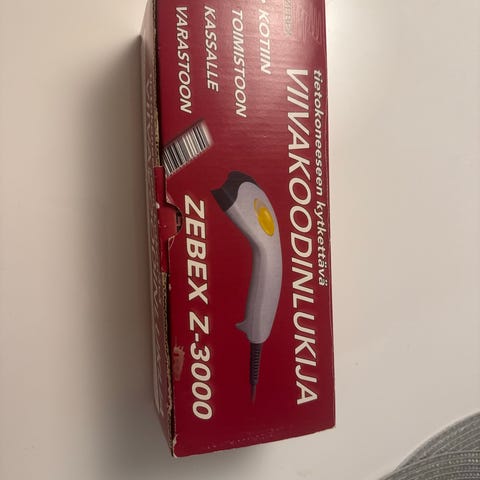 tietokoneeseen kytkettävä
VIIVAKOODINLUKIJA
• KOTIIN
TOIMISTOON
KASSALLE
VARASTOON
ZEBEX Z-3000